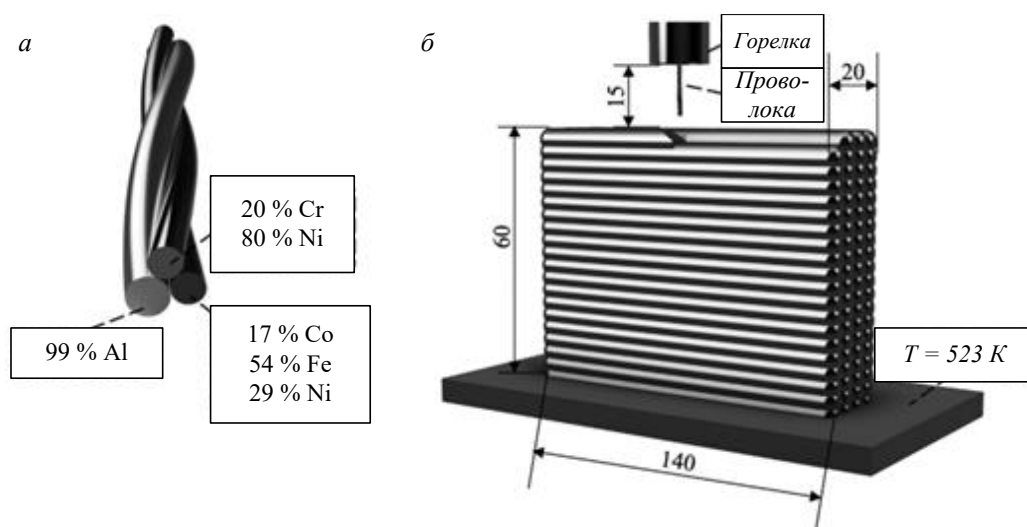 а
20 % Cr
80 % Ni
99 % Al
17 % Co
54 % Fe
29 % Ni
б
Горелка
Прово-
лока
15
20
60
140
T = 523 К